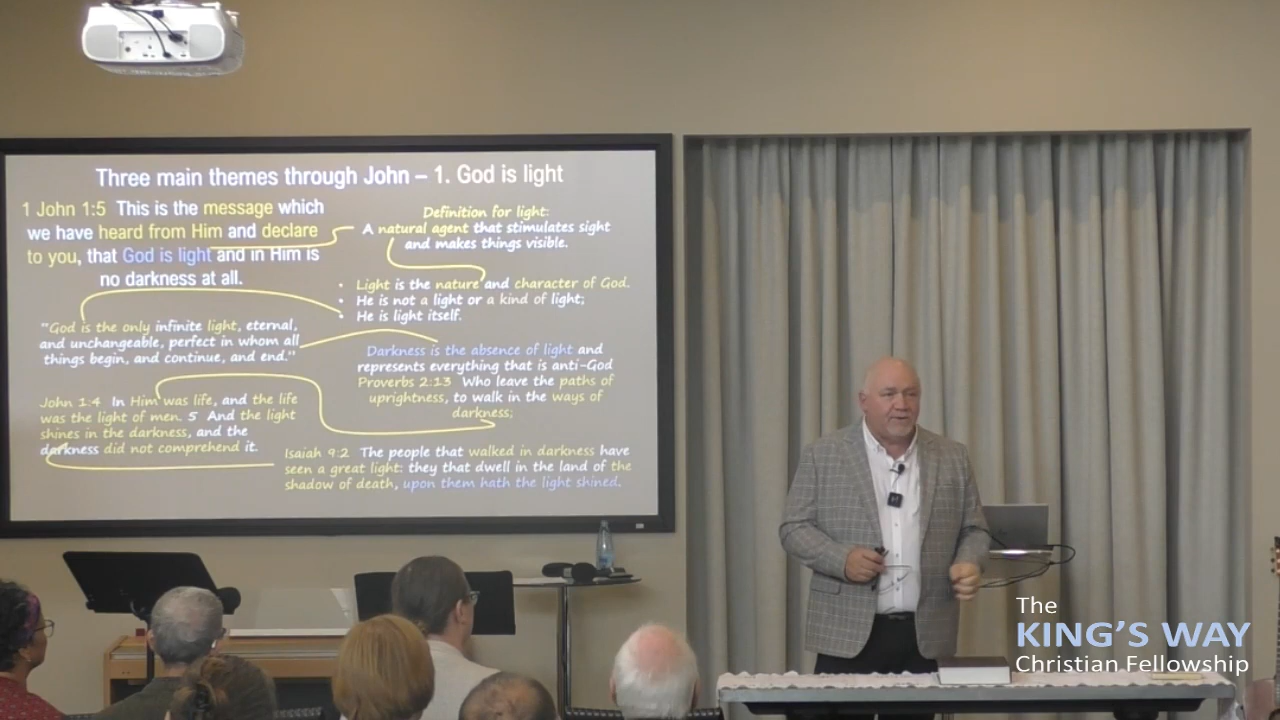 Three main themes through John – 1. God is light
1 John 1:5 This is the message which
we have heard from Him and declare
to you, that God is light and in Him is
no darkness at all.
Definition for light:
A natural agent that stimulates sight
and makes things visible.
• Light is the nature and character of God.
• He is not a light or a kind of light;
• He is light itself.
"God is the only infinite light, eternal,
and unchangeable, perfect in whom all
things begin, and continue, and end."
Darkness is the absence of light and
represents everything that is anti-God
Proverbs 2:13 Who leave the paths of
uprightness, to walk in the ways of
darkness;
John 1:4 In Him was life, and the life
was the light of men. 5 And the light
shines in the darkness, and the
darkness did not comprehend it.
Isaiah 9:2 The people that walked in darkness have
seen a great light: they that dwell in the land of the
shadow of death, upon them hath the light shined.
The
KING'S WAY
Christian Fellowship